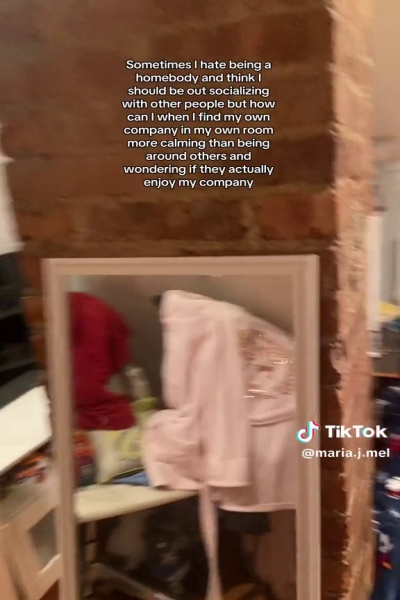 Sometimes I hate being a
homebody and think I
should be out socializing
with other people but how
can I when I find my own
company in my own room
more calming than being
around others and
wondering if they actually
enjoy my company
TikTok
@maria.j.mel